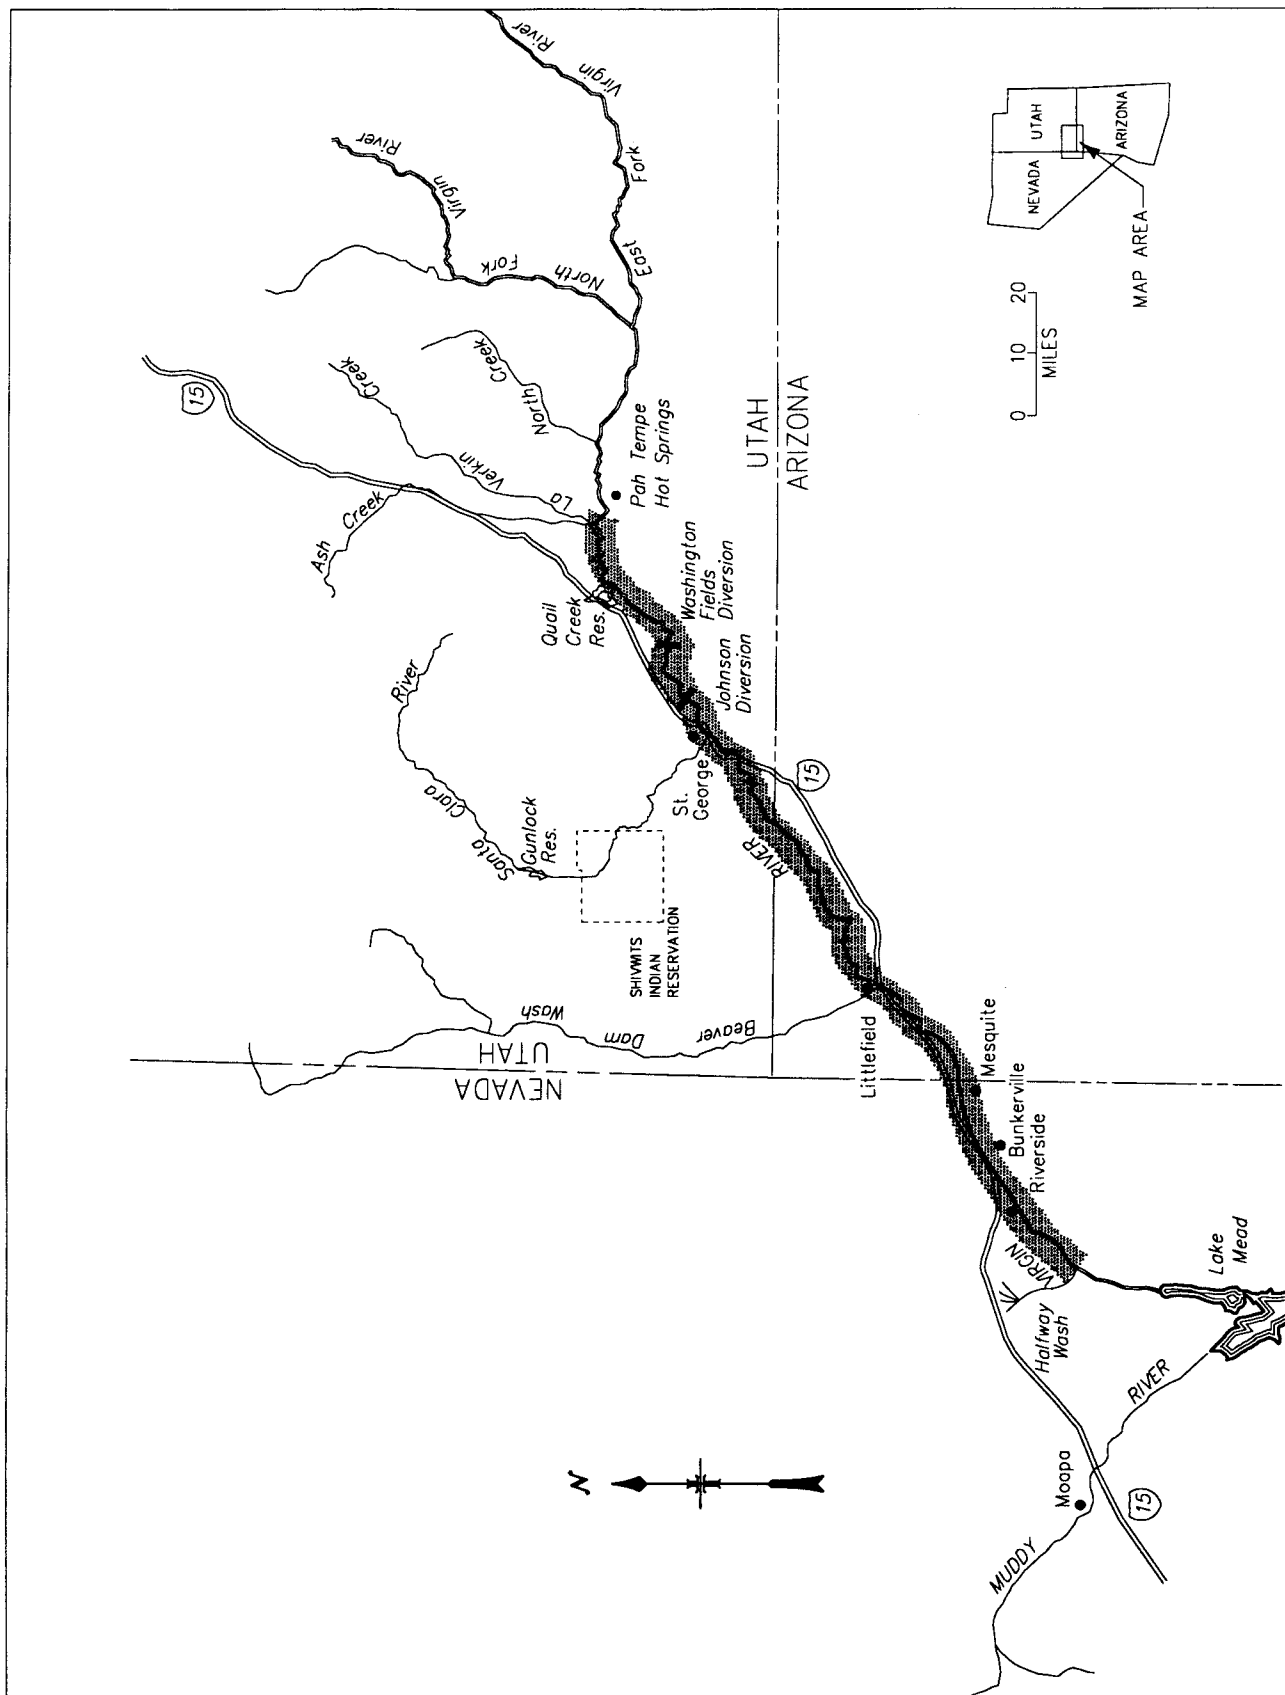 River
Virgin
Fork
East
River
Virgin
Fork
North
Creek
North
Creek
Verkin
La
15
Ash
Creek
Pah Tempe
Hot Springs
Quail
Creek
Res.
Washington
Fields
Diversion
Johnson
Diversion
UTAH
ARIZONA
St.
George
River
Clara
Santa
Gunlock
Res.
SHIVWITS
INDIAN
RESERVATION
15
RIVER
VIRGIN
Beaver
Dam
Wash
UTAH
NEVADA
Littlefield
Mesquite
Bunkerville
Riverside
Halfway
Wash
Lake
Mead
MUDDY
RIVER
Moapa
15
N
0 10 20
MILES
MAP AREA
NEVADA
UTAH
ARIZONA